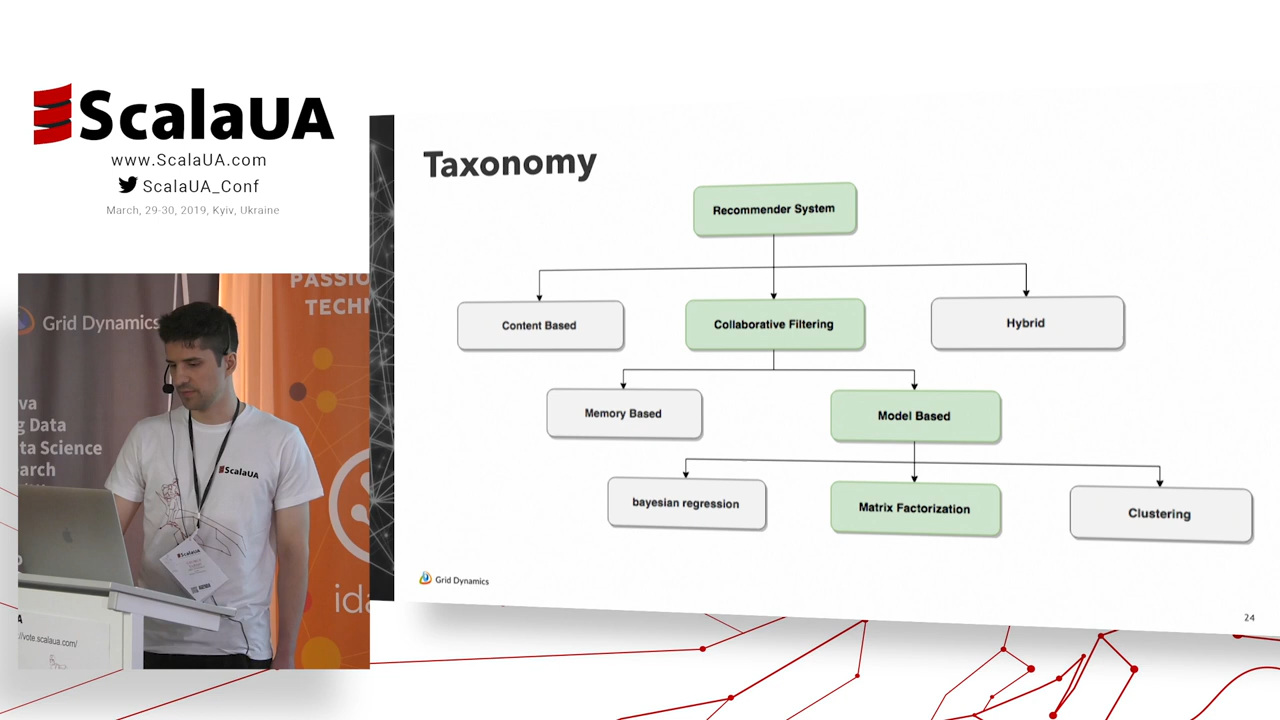 ScalaUA
www.ScalaUA.com
ScalaUA_Conf
March, 29-30, 2019, Kyiv, Ukraine
Taxonomy
Recommender System
Content Based
Collaborative Filtering
Hybrid
Memory Based
Model Based
bayesian regression
Matrix Factorization
Clustering
Grid Dynamics
24
Grid Dynamics
PASSIO
TECHN
va
g Data
ta Science
arch
ScalaUA
ScalaUA
ida
//vote.scalaua.com/